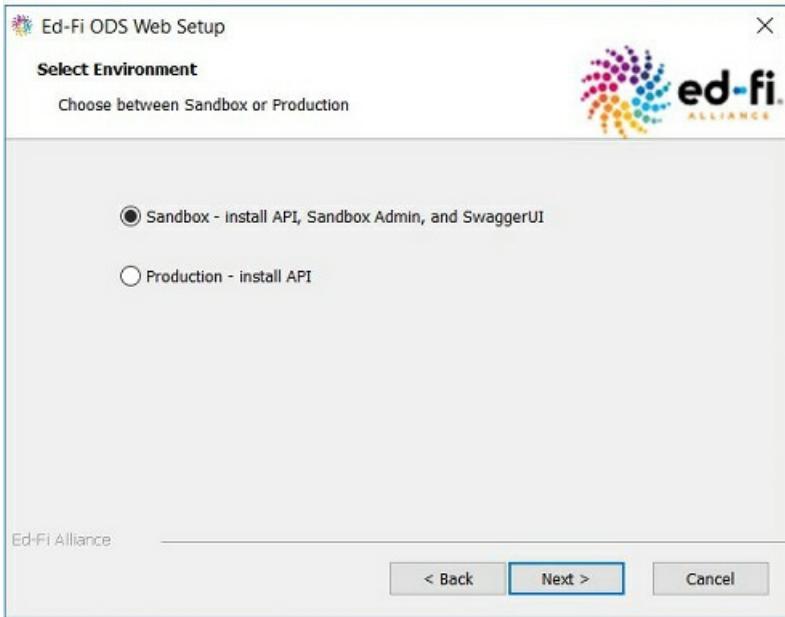 Ed-Fi ODS Web Setup
Select Environment
Choose between Sandbox or Production
ed-fi.
ALLIANCE
Sandbox - install API, Sandbox Admin, and SwaggerUI
Production - install API
Ed-Fi Alliance
< Back
Next >
Cancel